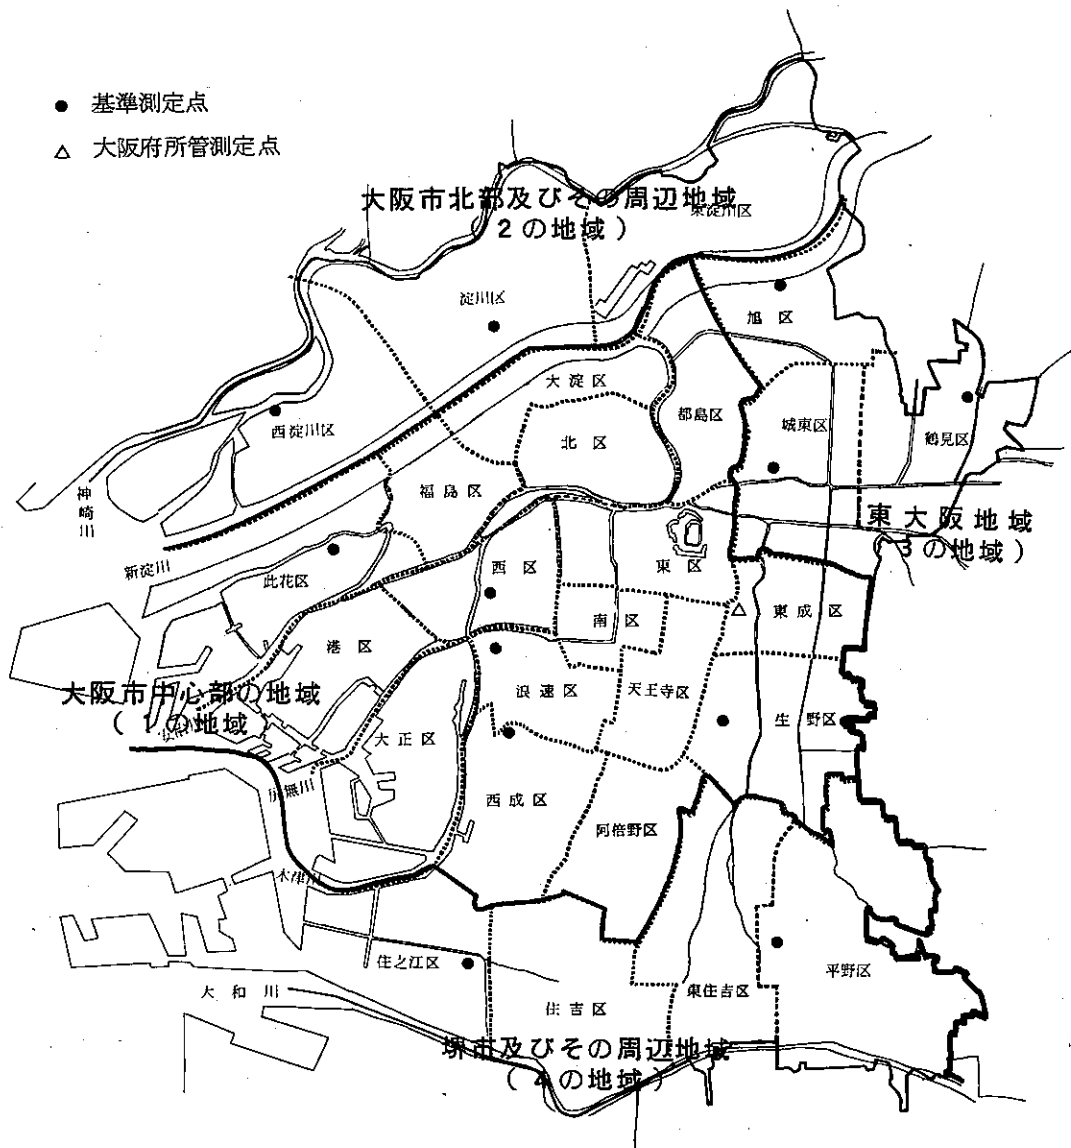 ● 基準測定点
△ 大阪府所管測定点
大阪市北部及びその周辺地域
(2の地域)
東淀川区
淀川区
旭区
大淀区
都島区
城東区
鶴見区
西淀川区
北区
神崎川
福島区
東大阪地域
(3の地域)
新淀川
此花区
西区
東区
東成区
南区
港区
大阪市中心部の地域
(1の地域)
浪速区
天王寺区
生野区
大正区
尻無川
西成区
阿倍野区
木津川
住之江区
平野区
大和川
東住吉区
住吉区
堺市及びその周辺地域
(4の地域)